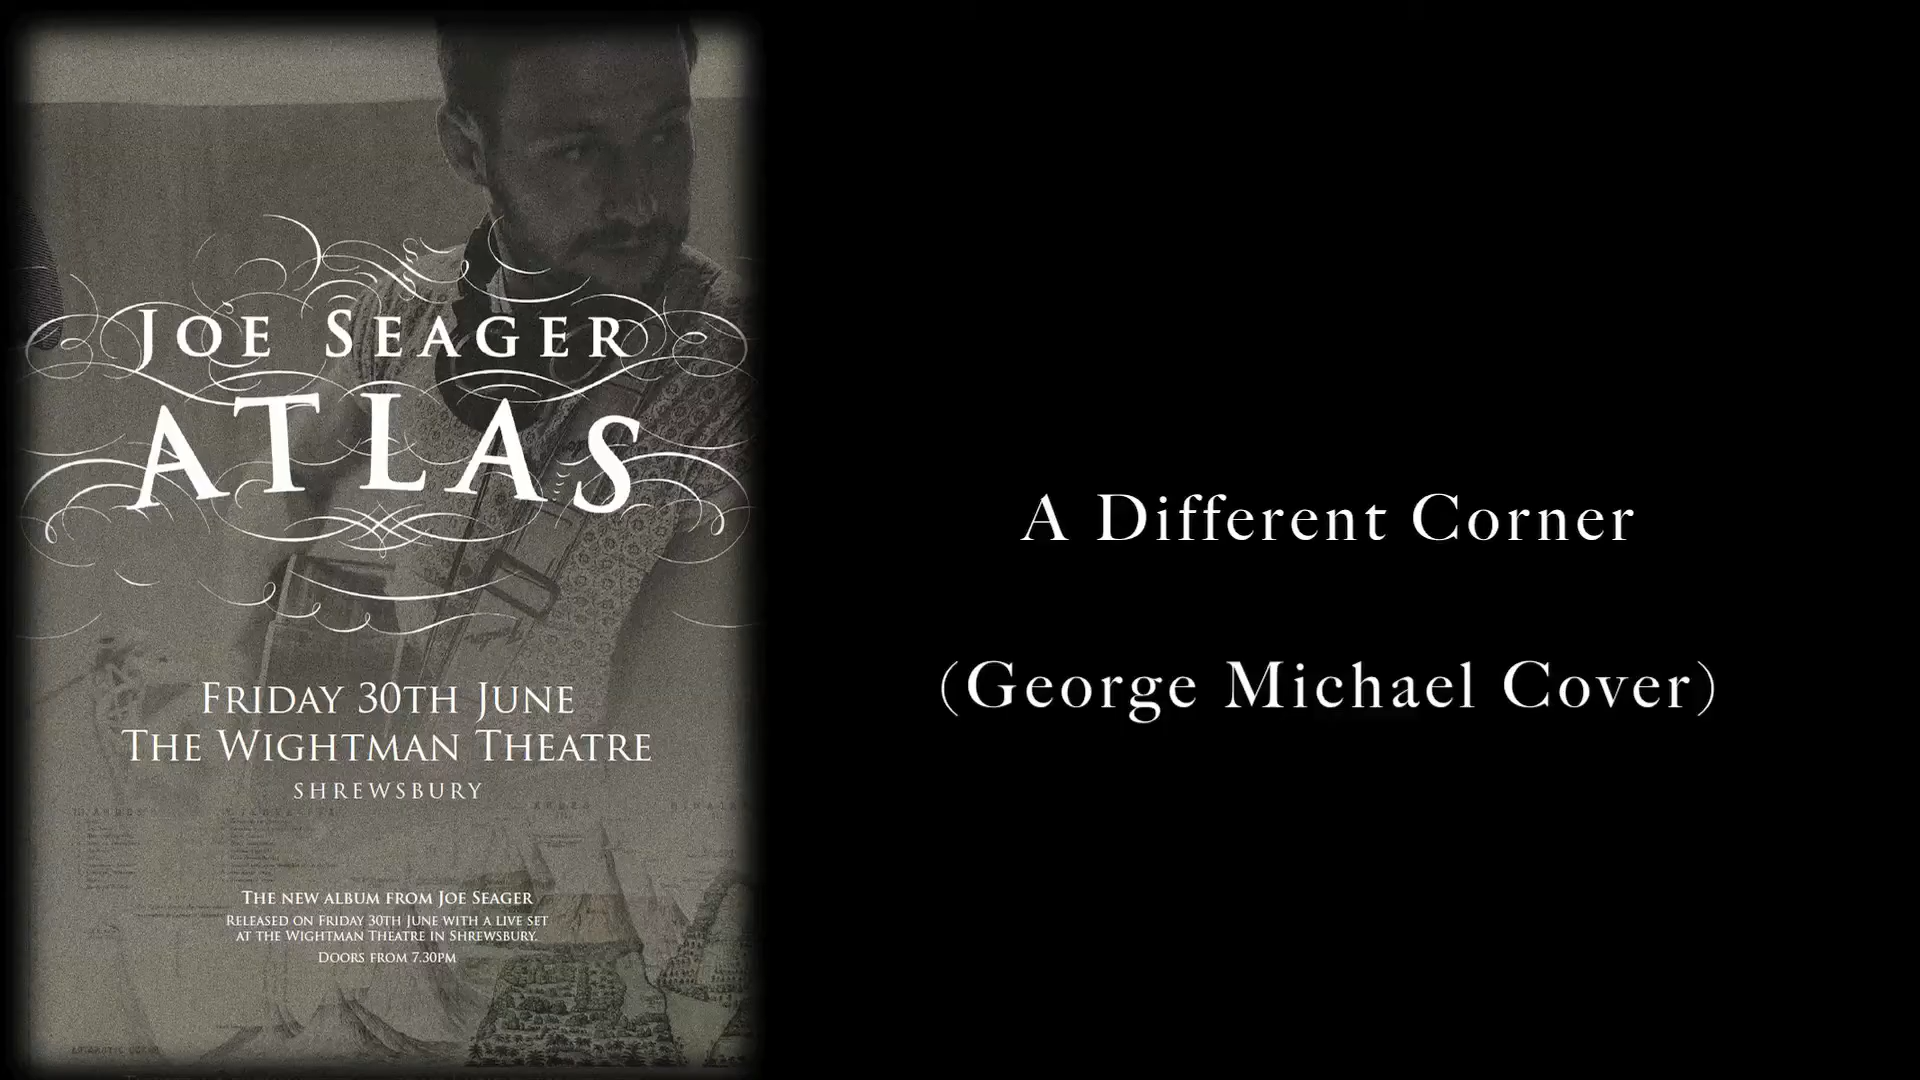 JOE SEAGER
ATLAS
FRIDAY 30TH JUNE
THE WIGHTMAN THEATRE
SHREWSBURY
THE NEW ALBUM FROM JOE SEAGER
RELEASED ON FRIDAY 30TH JUNE WITH A LIVE SET
AT THE WIGHTMAN THEATRE IN SHREWSBURY.
DOORS FROM 7.30PM
A Different Corner
(George Michael Cover)